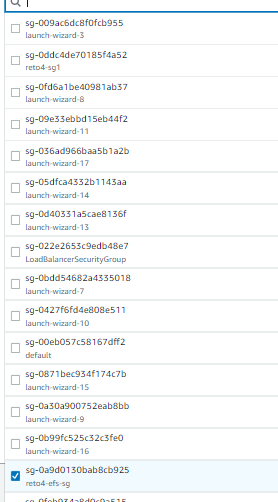 sg-009ac6dc8f0fcb955
launch-wizard-3
sg-0ddc4de70185f4a52
reto4-sg1
sg-0fd6a1be40981ab37
launch-wizard-8
sg-09e33ebbd15eb44f2
launch-wizard-11
sg-036ad966baa5b1a2b
launch-wizard-17
sg-05dfca4332b1143aa
launch-wizard-14
sg-0d40331a5cae8136f
launch-wizard-13
sg-022e2653c9edb48e7
LoadBalancerSecurityGroup
sg-0bdd54682a4335018
launch-wizard-7
sg-0427f6fd4e808e511
launch-wizard-10
sg-00eb057c58167dff2
default
sg-0871bec934f174c7b
launch-wizard-15
sg-0a30a900752eab8bb
launch-wizard-9
sg-0b99fc525c32c3fe0
launch-wizard-16
sg-0a9d0130bab8cb925
reto4-efs-sg